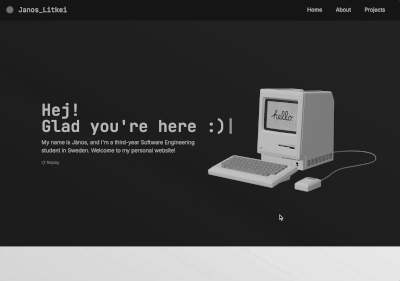 Janos_Litkei
Home About Projects
Hej!
Glad you're here :)
My name is János, and I'm a third-year Software Engineering
student in Sweden. Welcome to my personal website!
Replay
hello.